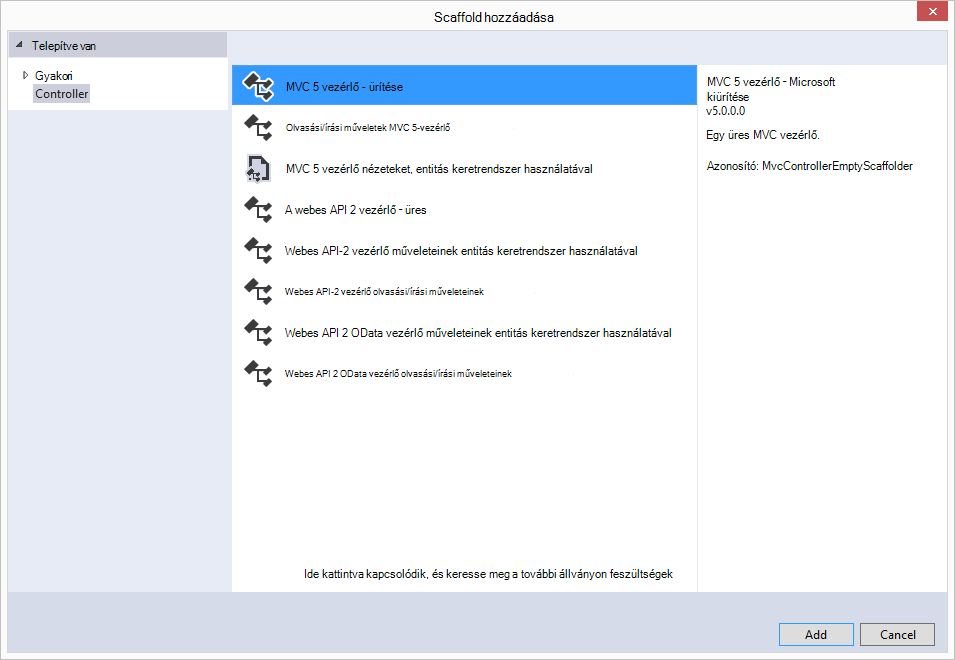 Scaffold hozzáadása
Telepítve van
Gyakori
Controller
MVC 5 vezérlő - ürítése
Olvasási/írási műveletek MVC 5-vezérlő
MVC 5 vezérlő nézeteket, entitás keretrendszer használatával
A webes API 2 vezérlő - üres
Webes API-2 vezérlő műveleteinek entitás keretrendszer használatával
Webes API-2 vezérlő olvasási/írási műveleteinek
Webes API 2 OData vezérlő műveleteinek entitás keretrendszer használatával
Webes API 2 OData vezérlő olvasási/írási műveleteinek
Ide kattintva kapcsolódik, és keresse meg a további állványon feszültségek
MVC 5 vezérlő - Microsoft
kiürítése
v5.0.0.0
Egy üres MVC vezérlő.
Azonosító: MvcControllerEmptyScaffolder
Add
Cancel